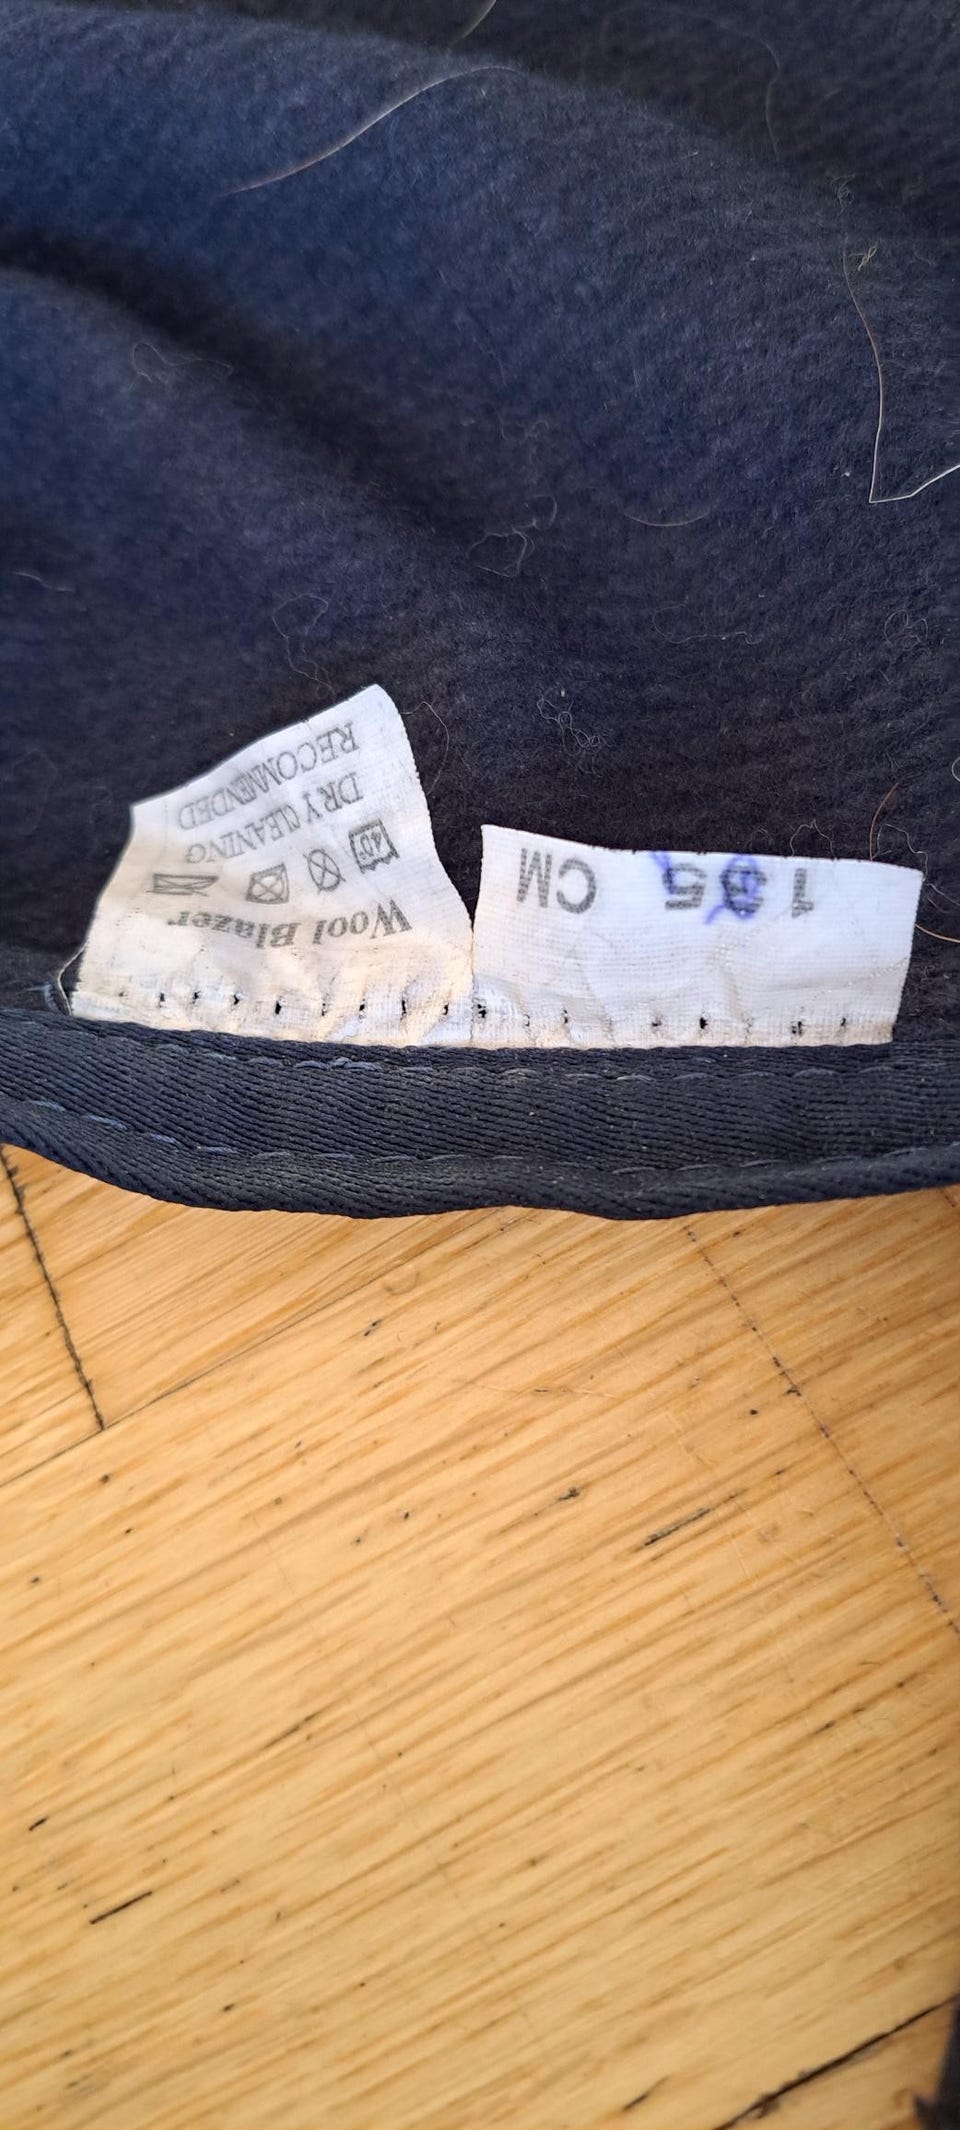 CM
Wool Blazer
40°
DRY CLEANING
RECOMMENDED